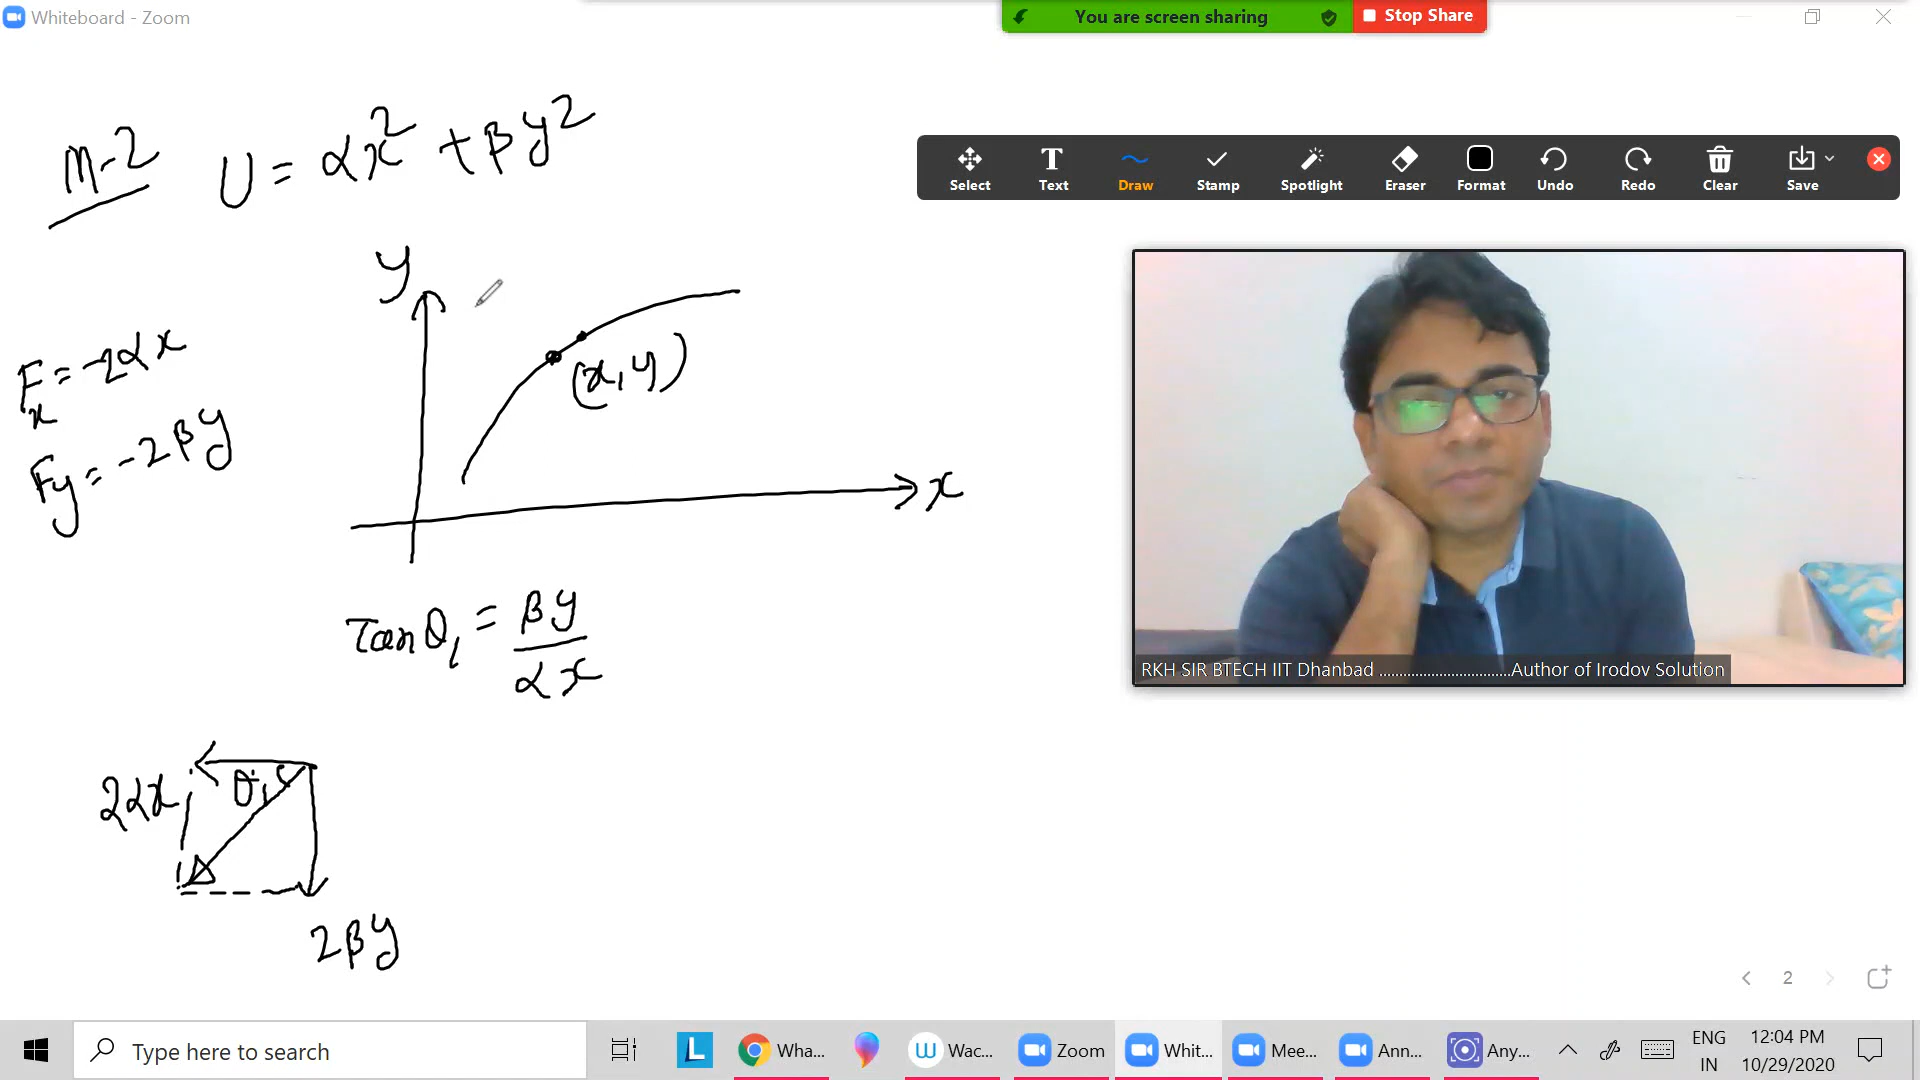 Whiteboard - Zoom
You are screen sharing
Stop Share
M-2 U = αx² + βy²
Select Text Draw Stamp Spotlight Eraser Format Undo Redo Clear Save
y
(x, y)
Fx = -2αx
Fy = -2βy
x
Tanθ₁ = βy
αx
2αx
θ₁
2βy
RKH SIR BTECH IIT Dhanbad ..................................Author of Irodov Solution
2
Type here to search
L
Wha...
W
Wac...
Zoom
Whit...
Mee...
Ann...
Any...
ENG
IN
12:04 PM
10/29/2020